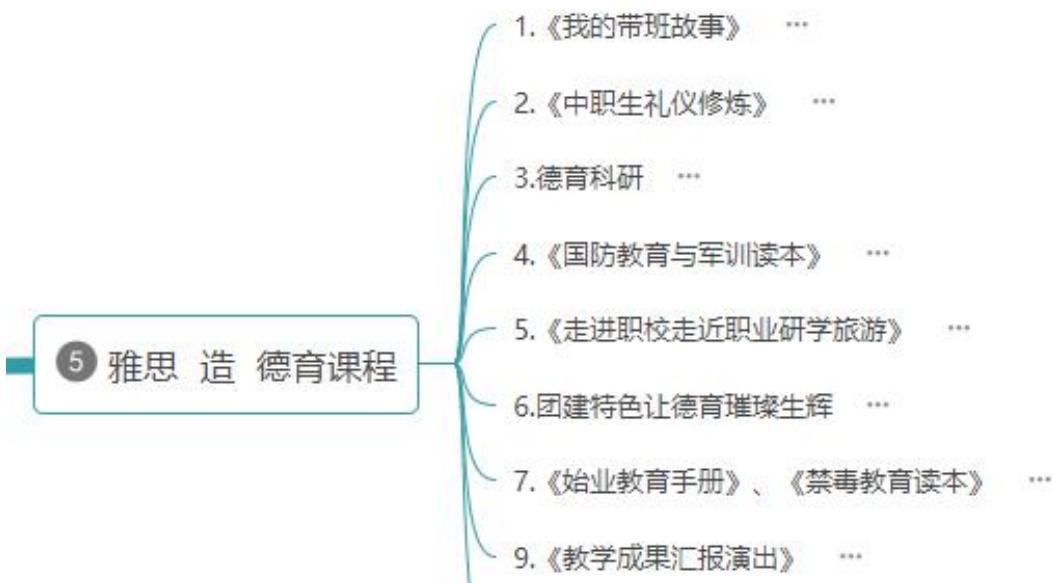 1.《我的带班故事》 ···
2.《中职生礼仪修炼》 ···
3.德育科研 ···
4.《国防教育与军训读本》 ···
5.《走进职校走近职业研学旅游》 ···
5 雅思 造 德育课程
6.团建特色让德育璀璨生辉 ···
7.《始业教育手册》、《禁毒教育读本》 ···
9.《教学成果汇报演出》 ···